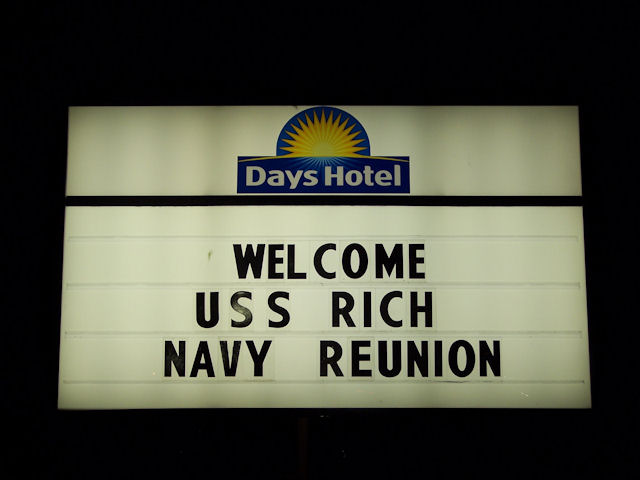 Days Hotel
WELCOME
USS RICH
NAVY REUNION